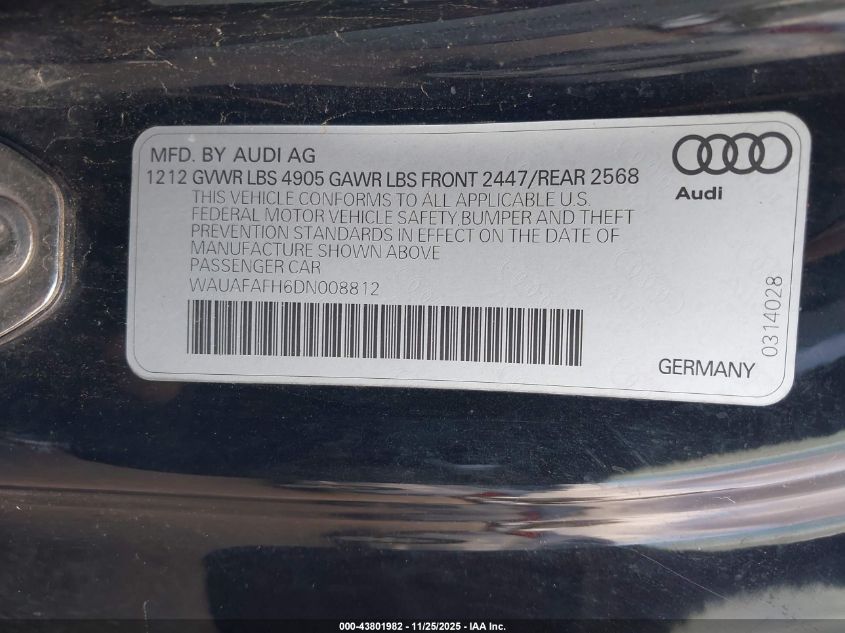 MFD. BY AUDI AG
1212 GVWR LBS 4905 GAWR LBS FRONT 2447/REAR 2568
THIS VEHICLE CONFORMS TO ALL APPLICABLE U.S.
FEDERAL MOTOR VEHICLE SAFETY BUMPER AND THEFT
PREVENTION STANDARDS IN EFFECT ON THE DATE OF
MANUFACTURE SHOWN ABOVE
PASSENGER CAR
WAUAFAFH6DN008812
Audi
0314028
GERMANY
000-43801982 - 11/25/2025 - IAA Inc.